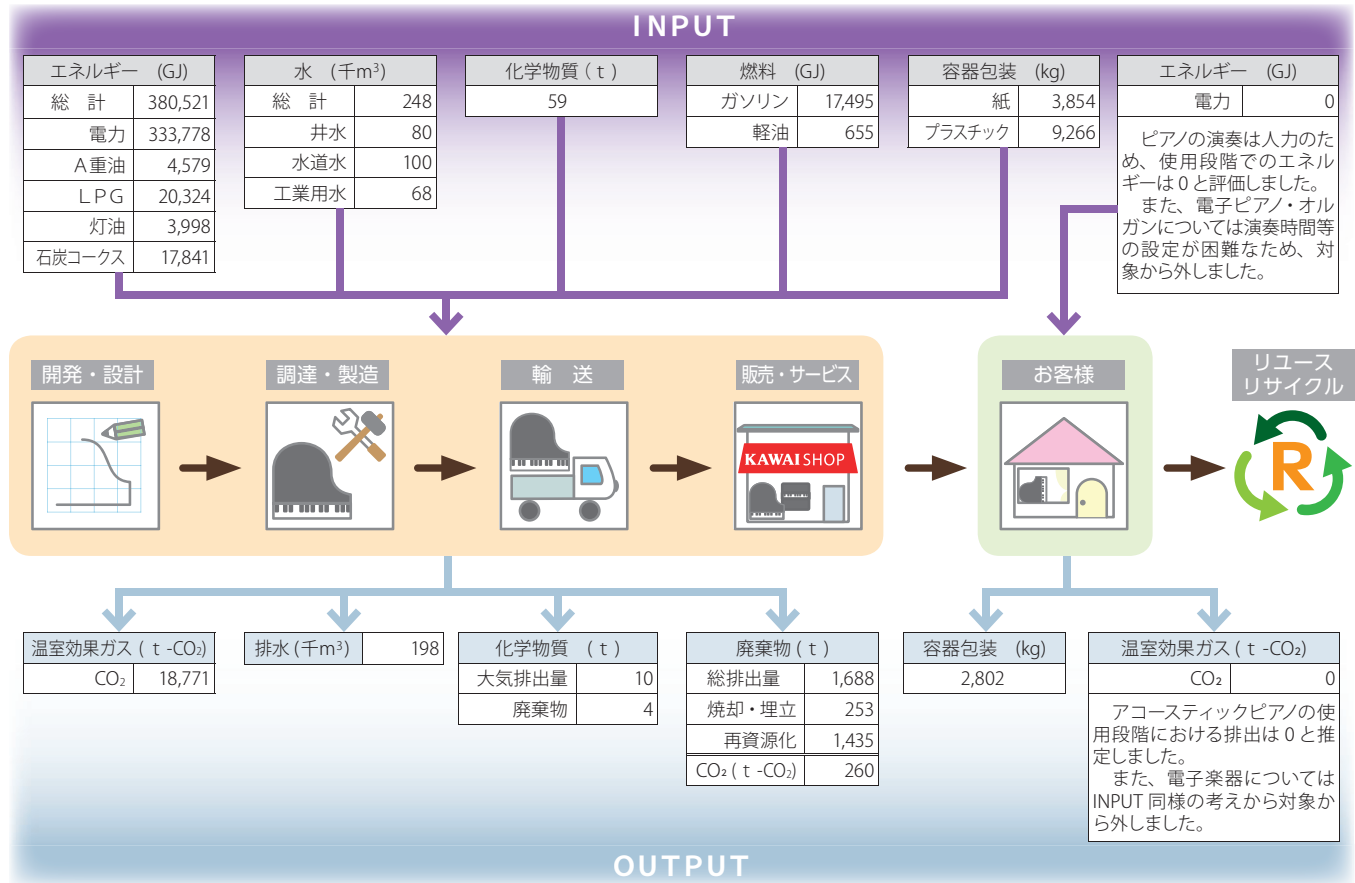 INPUT
エネルギー (GJ)
総 計 380,521
電力 333,778
A重油 4,579
LPG 20,324
灯油 3,998
石炭コークス 17,841
水 (千m³)
総 計 248
井水 80
水道水 100
工業用水 68
化学物質(t)
59
燃料 (GJ)
ガソリン 17,495
軽油 655
容器包装 (kg)
紙 3,854
プラスチック 9,266
エネルギー (GJ)
電力 0
ピアノの演奏は人力のた
め、使用段階でのエネル
ギーは0と評価しました。
また、電子ピアノ・オル
ガンについては演奏時間等
の設定が困難なため、対
象から外しました。
開発・設計
調達・製造
輸 送
販売・サービス
KAWAI SHOP
お客様
リユース
リサイクル
R
温室効果ガス(t-CO₂)
CO₂ 18,771
排水(千m³) 198
化学物質 (t)
大気排出量 10
廃棄物 4
廃棄物(t)
総排出量 1,688
焼却・埋立 253
再資源化 1,435
CO₂(t-CO₂) 260
容器包装 (kg)
2,802
温室効果ガス(t-CO₂)
CO₂ 0
アコースティックピアノの使
用段階における排出は0と推
定しました。
また、電子楽器については
INPUT同様の考えから対象か
ら外しました。
OUTPUT